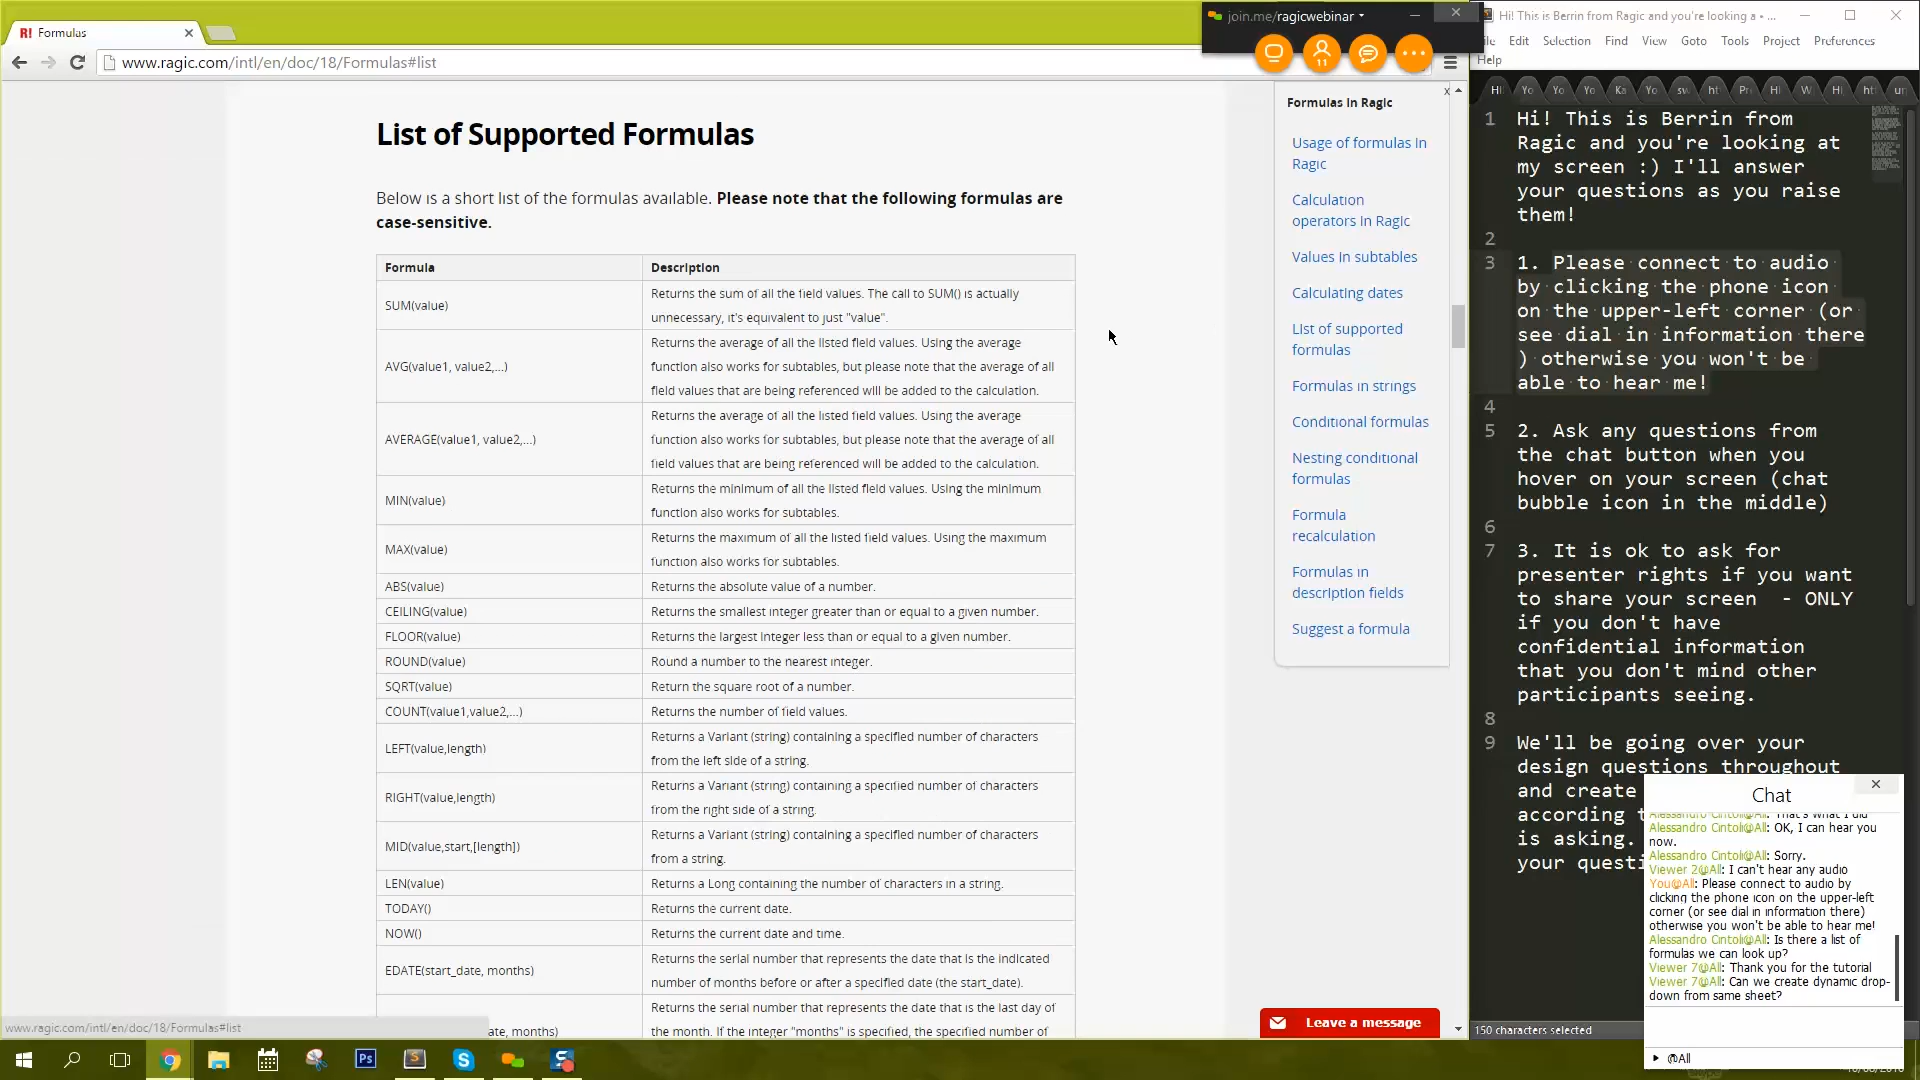 Formulas
www.ragic.com/intl/en/doc/18/Formulas#list
join.me/ragicwebinar
11
List of Supported Formulas
Below is a short list of the formulas available. Please note that the following formulas are
case-sensitive.
Formula Description
SUM(value) Returns the sum of all the field values. The call to SUM() is actually
unnecessary, it's equivalent to just "value".
AVG(value1, value2,...) Returns the average of all the listed field values. Using the average
function also works for subtables, but please note that the average of all
field values that are being referenced will be added to the calculation.
AVERAGE(value1, value2,...) Returns the average of all the listed field values. Using the average
function also works for subtables, but please note that the average of all
field values that are being referenced will be added to the calculation.
MIN(value) Returns the minimum of all the listed field values. Using the minimum
function also works for subtables.
MAX(value) Returns the maximum of all the listed field values. Using the maximum
function also works for subtables.
ABS(value) Returns the absolute value of a number.
CEILING(value) Returns the smallest integer greater than or equal to a given number.
FLOOR(value) Returns the largest integer less than or equal to a given number.
ROUND(value) Round a number to the nearest integer.
SQRT(value) Return the square root of a number.
COUNT(value1,value2,...) Returns the number of field values.
LEFT(value,length) Returns a Variant (string) containing a specified number of characters
from the left side of a string.
RIGHT(value,length) Returns a Variant (string) containing a specified number of characters
from the right side of a string.
MID(value,start,[length]) Returns a Variant (string) containing a specified number of characters
from a string.
LEN(value) Returns a Long containing the number of characters in a string.
TODAY() Returns the current date.
NOW() Returns the current date and time.
EDATE(start_date, months) Returns the serial number that represents the date that is the indicated
number of months before or after a specified date (the start_date).
Returns the serial number that represents the date that is the last day of
ate, months) the month. If the integer "months" is specified, the specified number of
www.ragic.com/intl/en/doc/18/Formulas#list
x
Formulas in Ragic
Usage of formulas in
Ragic
Calculation
operators in Ragic
Values in subtables
Calculating dates
List of supported
formulas
Formulas in strings
Conditional formulas
Nesting conditional
formulas
Formula
recalculation
Formulas in
description fields
Suggest a formula
Leave a message
Hi! This is Berrin from Ragic and you're looking a • ...
ile Edit Selection Find View Goto Tools Project Preferences
Help
1 Hi! This is Berrin from
Ragic and you're looking at
my screen :) I'll answer
your questions as you raise
them!
2
3 1. Please connect to audio
by clicking the phone icon
on the upper-left corner (or
see dial in information there
) otherwise you won't be
able to hear me!
4
5 2. Ask any questions from
the chat button when you
hover on your screen (chat
bubble icon in the middle)
6
7 3. It is ok to ask for
presenter rights if you want
to share your screen - ONLY
if you don't have
confidential information
that you don't mind other
participants seeing.
8
9 We'll be going over your
design questions throughout
and create
according t
is asking.
your questi
150 characters selected
Chat
Alessandro Cintoli@All: That's what I did
Alessandro Cintoli@All: OK, I can hear you
now.
Alessandro Cintoli@All: Sorry.
Viewer 2@All: I can't hear any audio
You@All: Please connect to audio by
clicking the phone icon on the upper-left
corner (or see dial in information there)
otherwise you won't be able to hear me!
Alessandro Cintoli@All: Is there a list of
formulas we can look up?
Viewer 7@All: Thank you for the tutorial
Viewer 7@All: Can we create dynamic drop-
down from same sheet?
@All